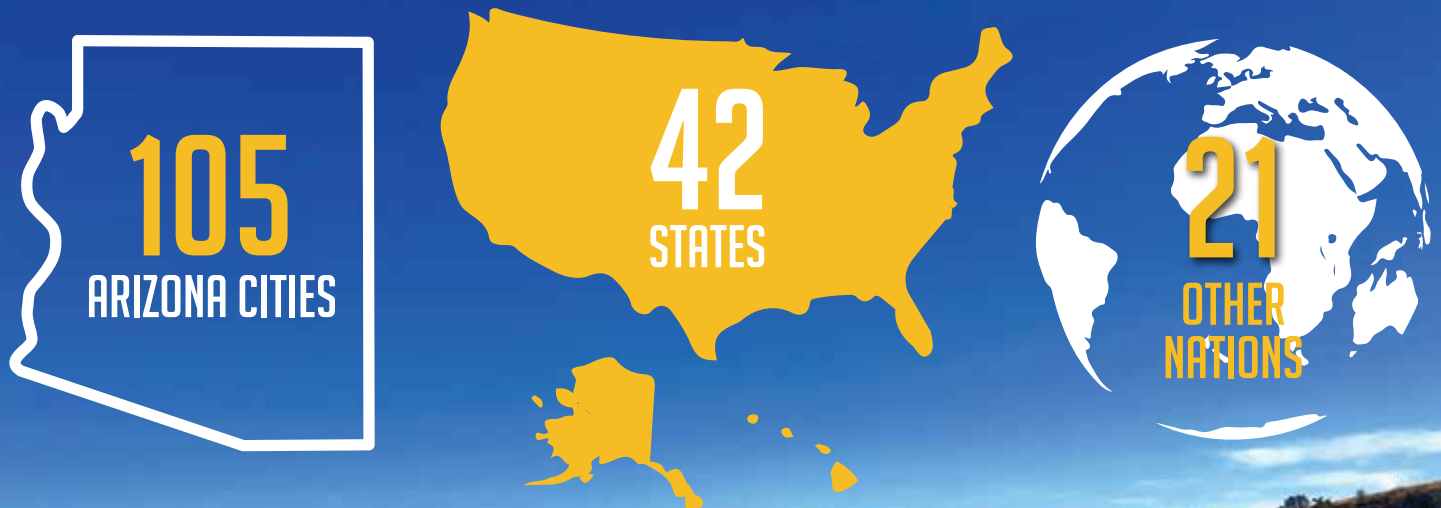 105
ARIZONA CITIES
42
STATES
21
OTHER
NATIONS